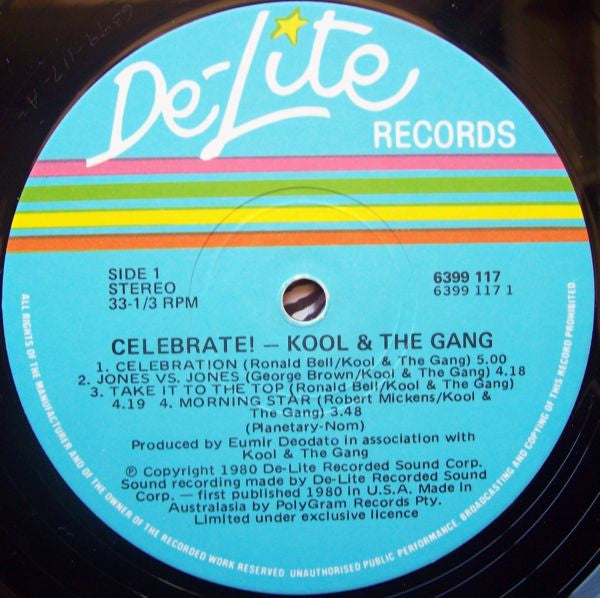 De-Lite
RECORDS
SIDE 1
STEREO
33-1/3 RPM
6399 117
6399 117 1
CELEBRATE! — KOOL & THE GANG
1. CELEBRATION (Ronald Bell/Kool & The Gang) 5.00
2. JONES VS. JONES (George Brown/Kool & The Gang) 4.18
3. TAKE IT TO THE TOP (Ronald Bell/Kool & The Gang)
4.19 4. MORNING STAR (Robert Mickens/Kool &
The Gang) 3.48
(Planetary-Nom)
Produced by Eumir Deodato in association with
Kool & The Gang
℗ Copyright 1980 De-Lite Recorded Sound Corp.
Sound recording made by De-Lite Recorded Sound
Corp. — first published 1980 in U.S.A. Made In
Australasia by PolyGram Records Pty.
Limited under exclusive licence
ALL RIGHTS OF THE MANUFACTURER AND OF THE OWNER OF THE RECORDED WORK RESERVED. UNAUTHORISED PUBLIC PERFORMANCE, BROADCASTING AND COPYING OF THIS RECORD PROHIBITED.
6399-117-A-